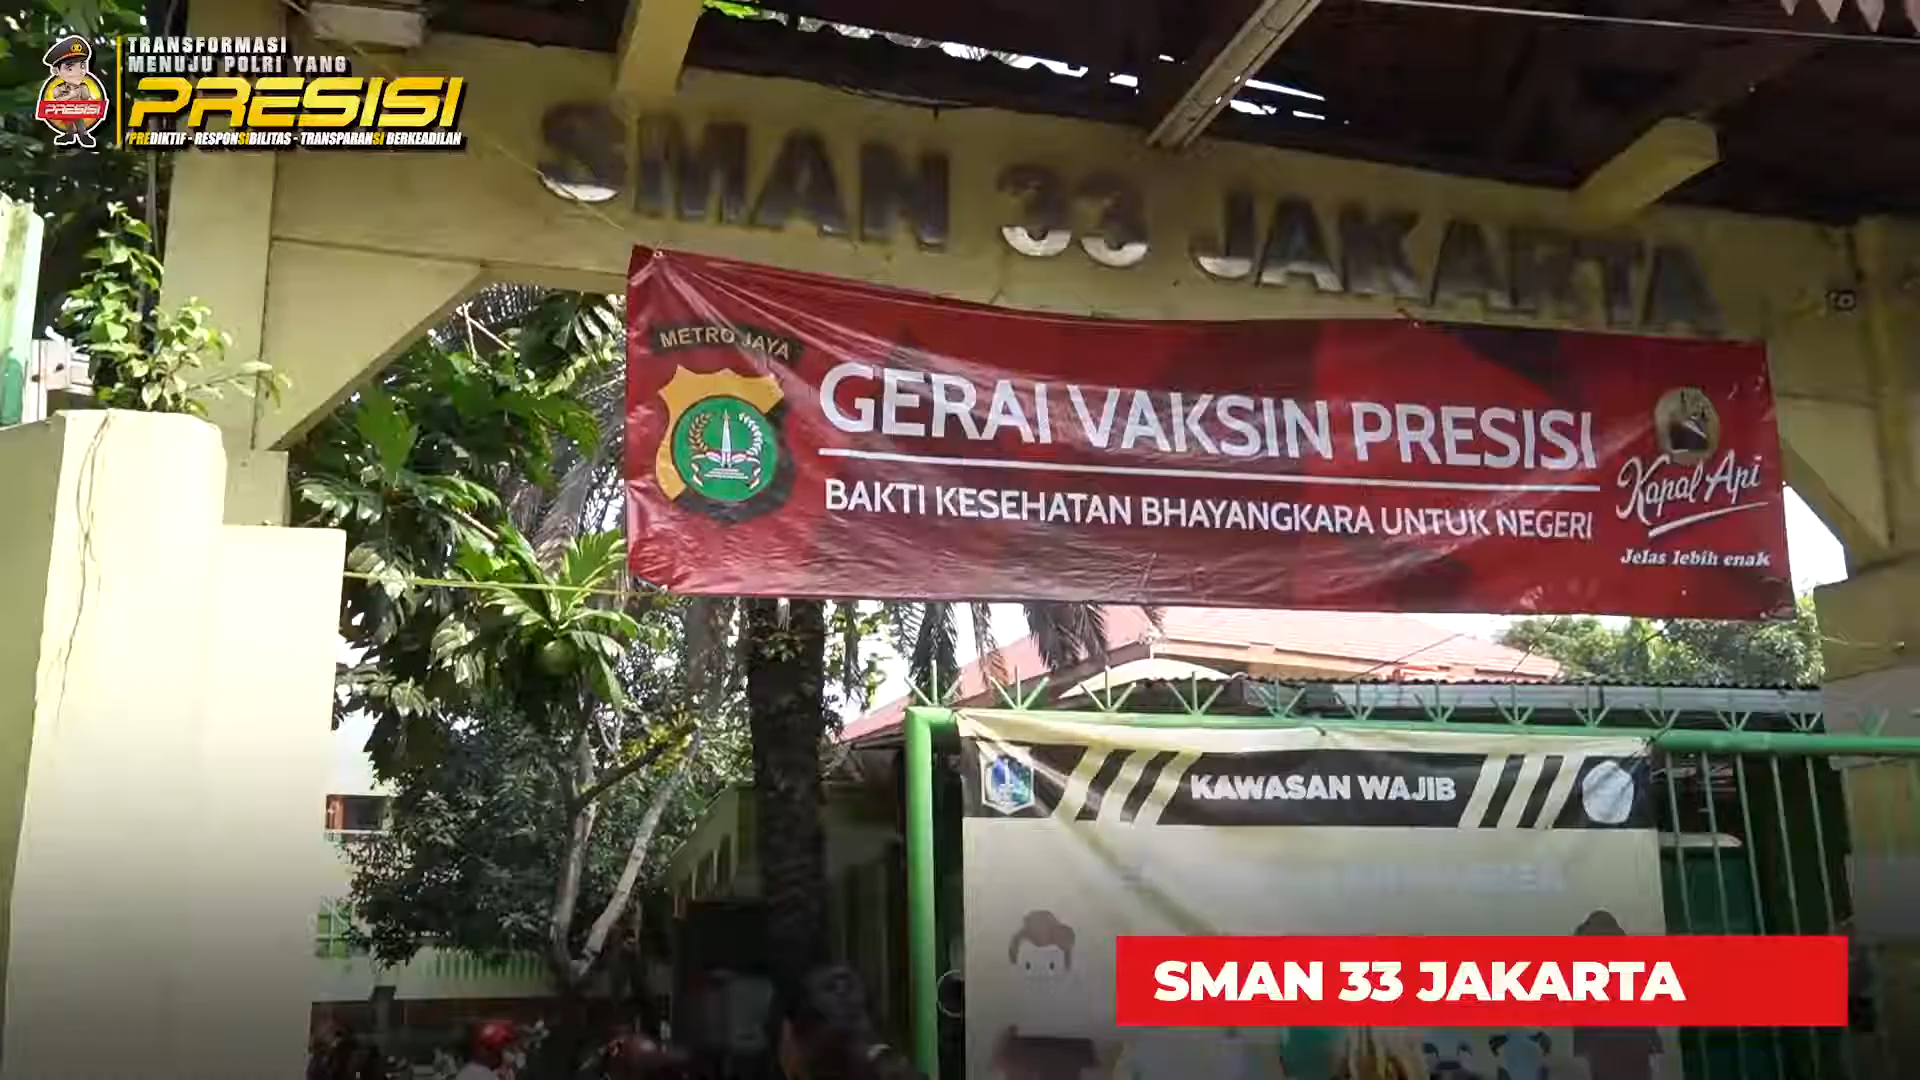 TRANSFORMASI
MENUJU POLRI YANG
PRESISI
PRESISI
PREDIKTIF - RESPONSIBILITAS - TRANSPARANSI BERKEADILAN
SMAN 33 JAKARTA
METRO JAYA
GERAI VAKSIN PRESISI
BAKTI KESEHATAN BHAYANGKARA UNTUK NEGERI
Kapal Api
Jelas lebih enak
KAWASAN WAJIB
SMAN 33 JAKARTA